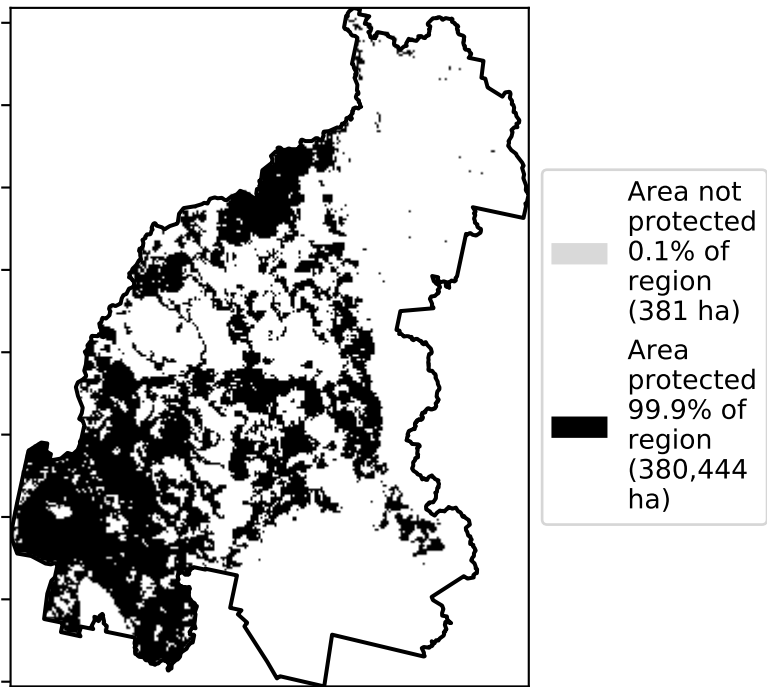 Area not
protected
0.1% of
region
(381 ha)
Area
protected
99.9% of
region
(380,444
ha)